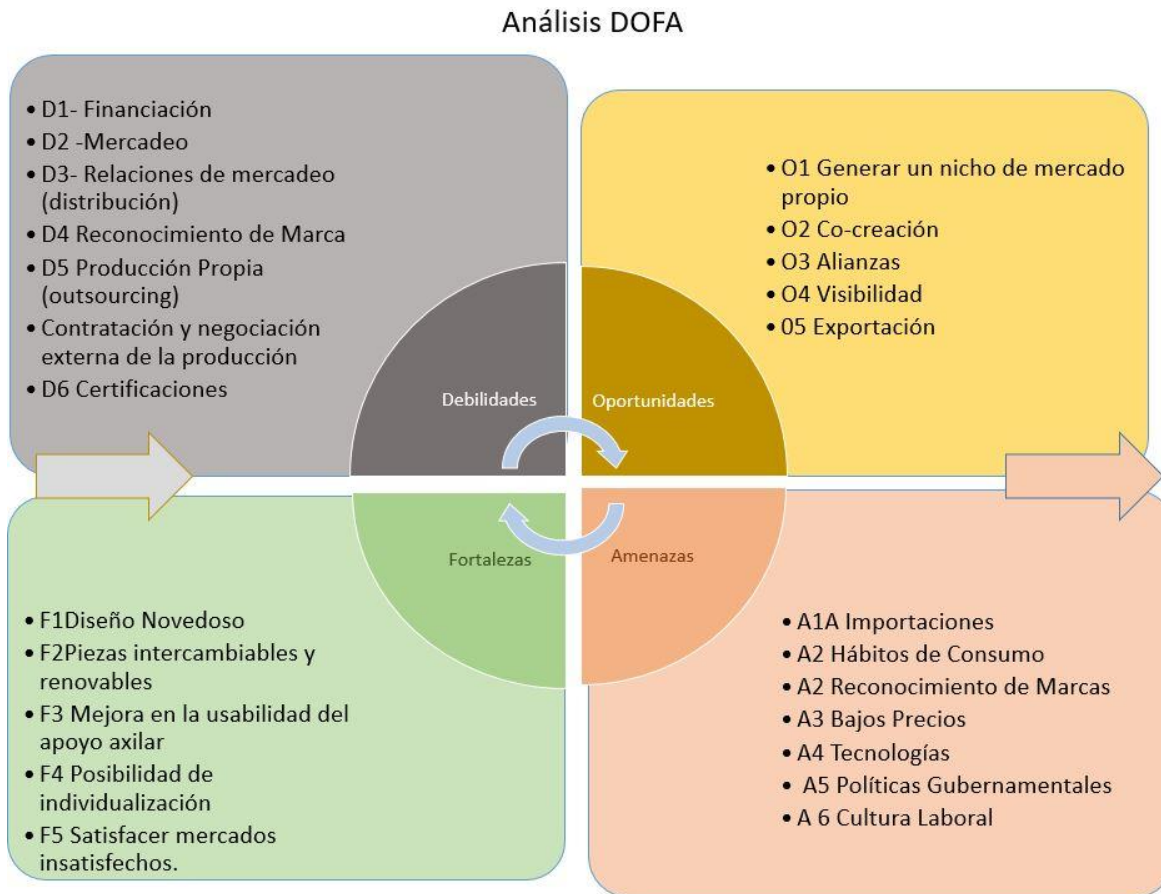 Análisis DOFA
• D1- Financiación
• D2 -Mercadeo
• D3- Relaciones de mercadeo
(distribución)
• D4 Reconocimiento de Marca
• D5 Producción Propia
(outsourcing)
• Contratación y negociación
externa de la producción
• D6 Certificaciones
Debilidades
• O1 Generar un nicho de mercado
propio
• O2 Co-creación
• O3 Alianzas
• O4 Visibilidad
• 05 Exportación
Oportunidades
Fortalezas
• F1Diseño Novedoso
• F2Piezas intercambiables y
renovables
• F3 Mejora en la usabilidad del
apoyo axilar
• F4 Posibilidad de
individualización
• F5 Satisfacer mercados
insatisfechos.
Amenazas
• A1A Importaciones
• A2 Hábitos de Consumo
• A2 Reconocimiento de Marcas
• A3 Bajos Precios
• A4 Tecnologías
• A5 Políticas Gubernamentales
• A 6 Cultura Laboral